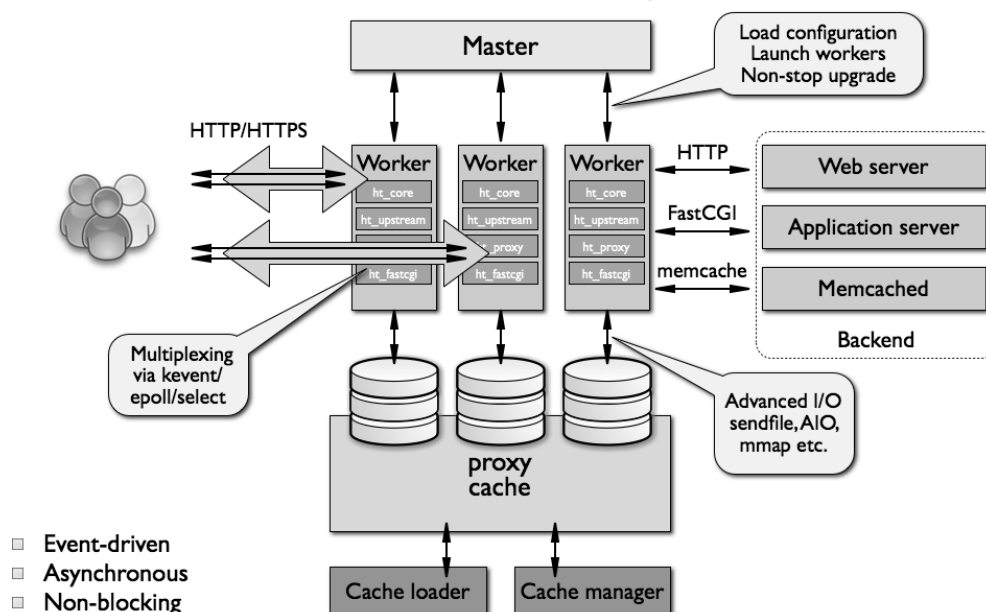 Master
Load configuration
Launch workers
Non-stop upgrade
HTTP/HTTPS
Worker
ht_core
ht_upstream
ht_fastcgi
Worker
ht_core
ht_upstream
ht_proxy
ht_fastcgi
Worker
ht_core
ht_upstream
ht_proxy
ht_fastcgi
HTTP
FastCGI
memcache
Web server
Application server
Memcached
Backend
Multiplexing
via kevent/
epoll/select
Advanced I/O
sendfile, AIO,
mmap etc.
proxy
cache
Event-driven
Asynchronous
Non-blocking
Cache loader
Cache manager